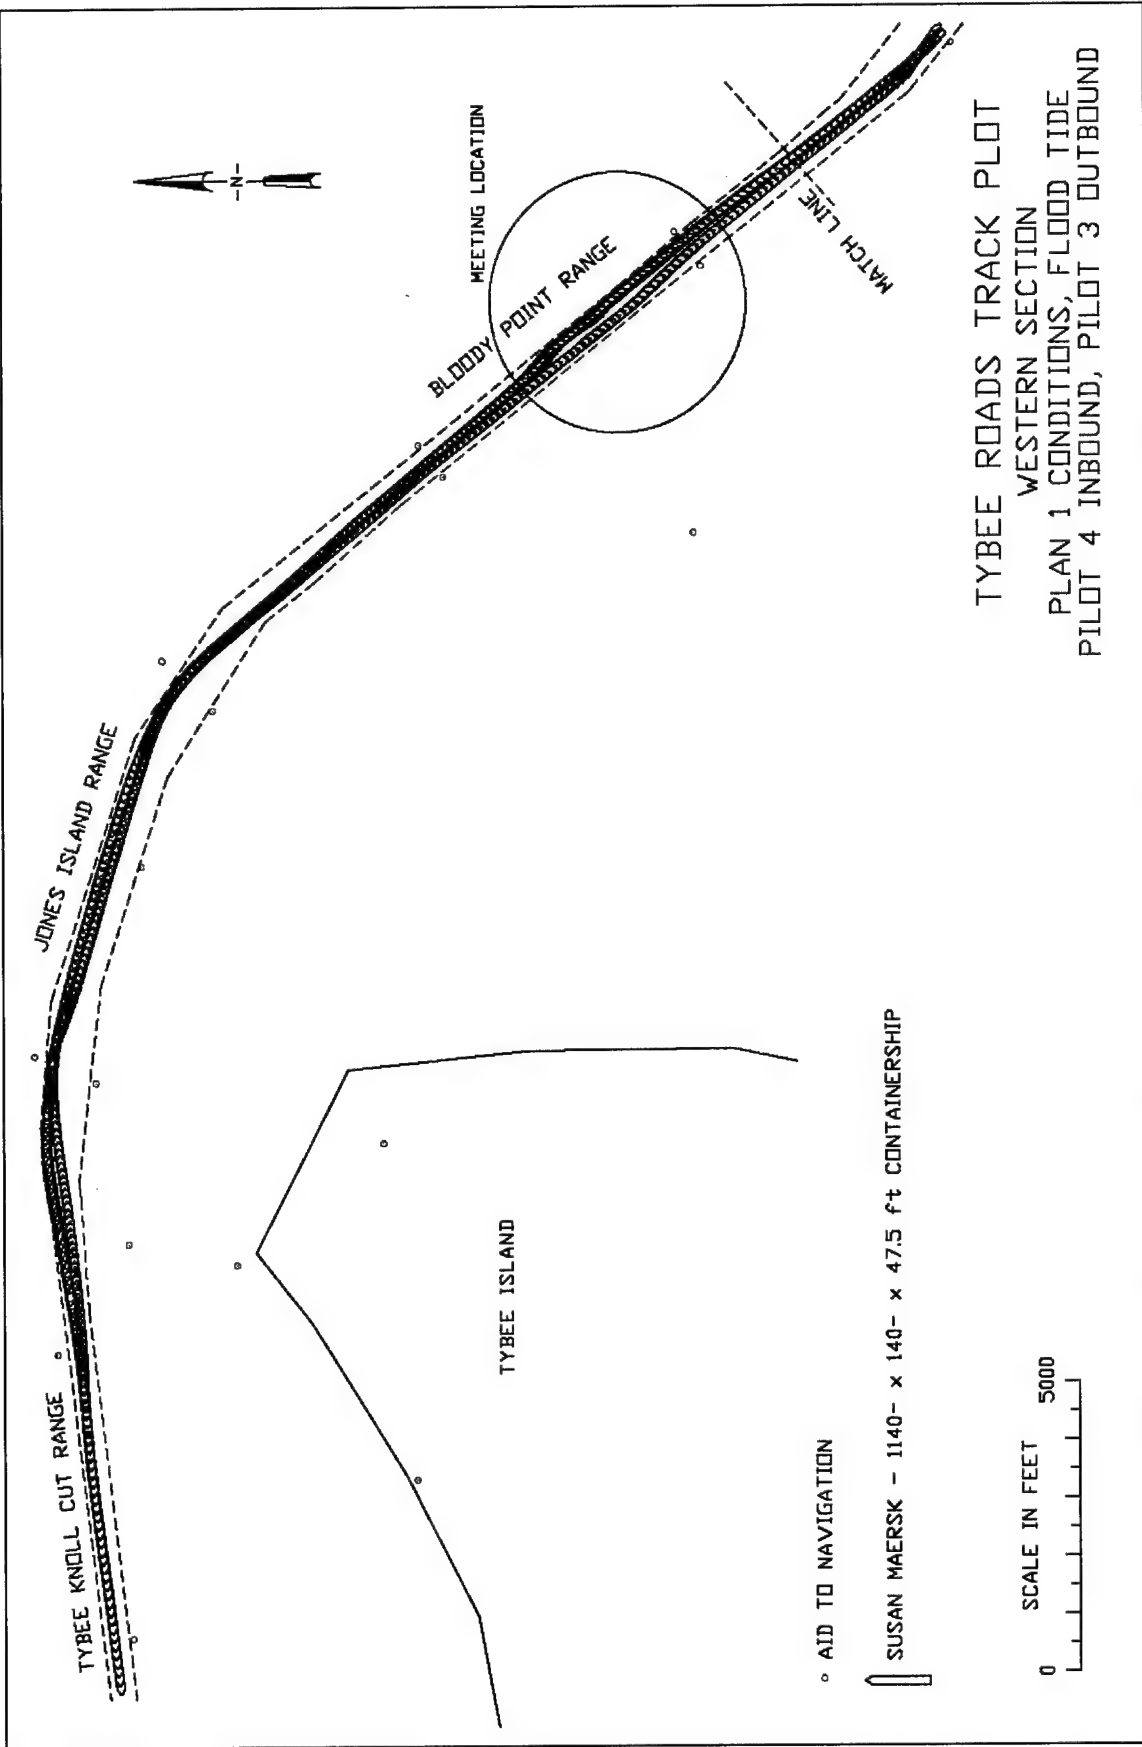 TYBEE KNOLL CUT RANGE
JONES ISLAND RANGE
BLOODY POINT RANGE
MEETING LOCATION
-N-
MATCH LINE
TYBEE ISLAND
AID TO NAVIGATION
SUSAN MAERSK - 1140- x 140- x 47.5 ft CONTAINERSHIP
SCALE IN FEET
0 5000
TYBEE ROADS TRACK PLOT
WESTERN SECTION
PLAN 1 CONDITIONS, FLOOD TIDE
PILOT 4 INBOUND, PILOT 3 OUTBOUND